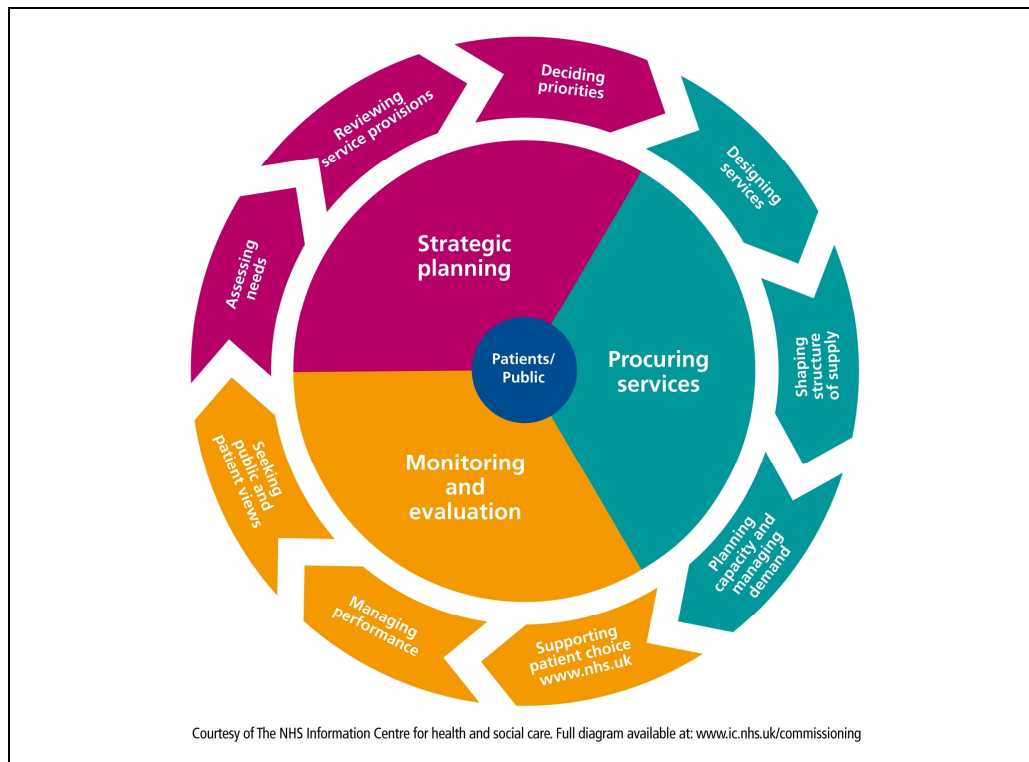 Deciding
priorities
Reviewing
service provisions
Designing
services
Assessing
needs
Strategic
planning
Patients/
Public
Procuring
services
Shaping
structure
of supply
Monitoring
and
evaluation
Seeking
public and
patient views
Planning
capacity and
managing
demand
Managing
performance
Supporting
patient choice
www.nhs.uk
Courtesy of The NHS Information Centre for health and social care. Full diagram available at: www.ic.nhs.uk/commissioning